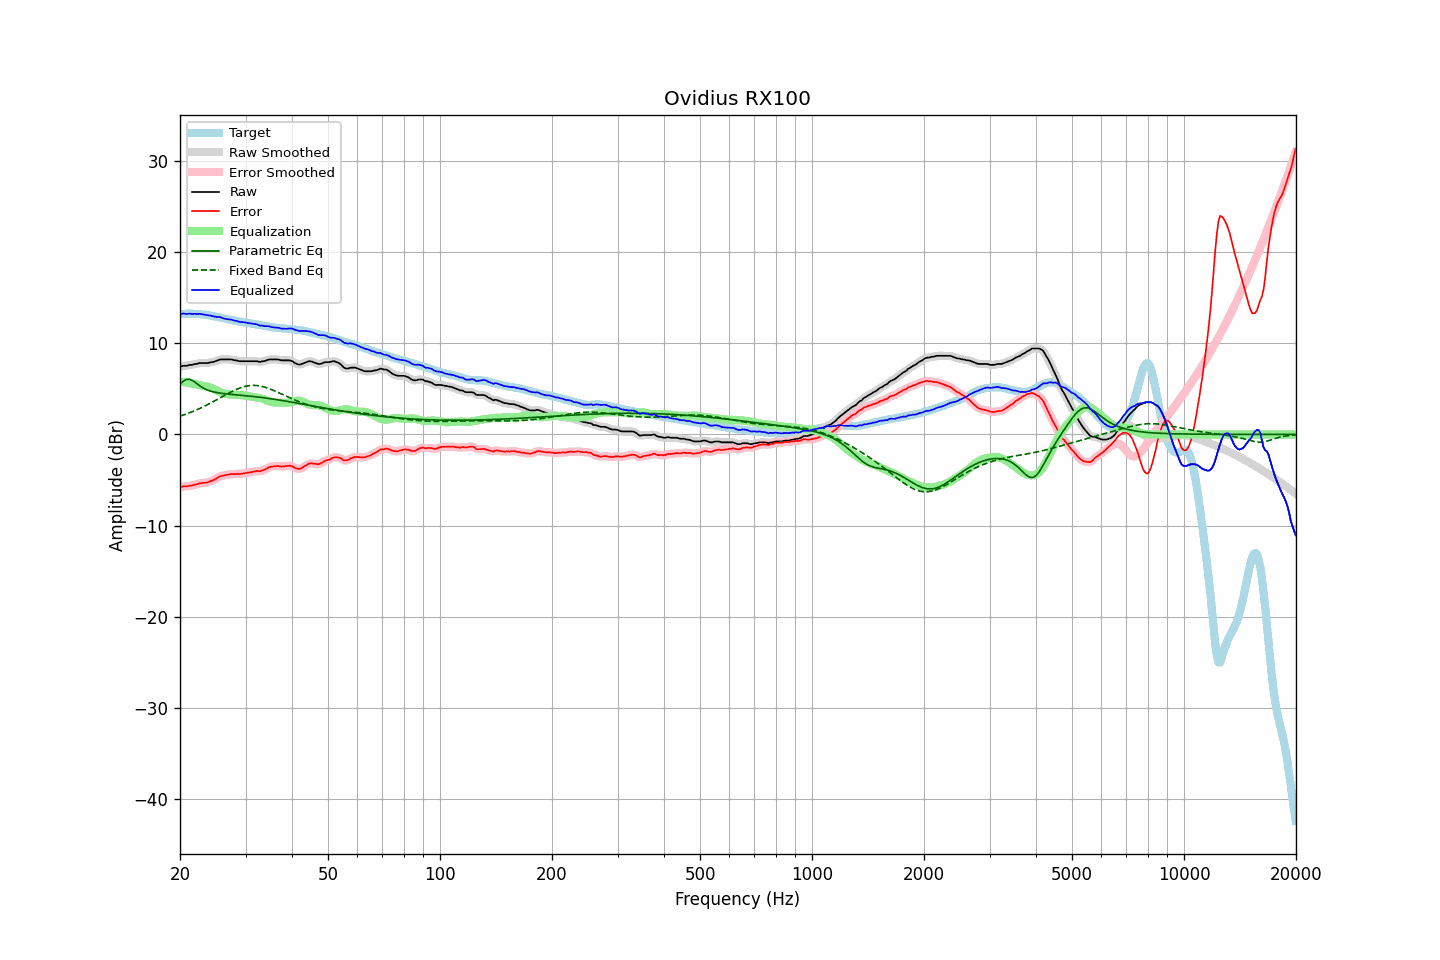 Ovidius RX100
Target
Raw Smoothed
Error Smoothed
Raw
Error
Equalization
Parametric Eq
Fixed Band Eq
Equalized
30
20
10
0
−10
−20
−30
−40
Amplitude (dBr)
20 50 100 200 500 1000 2000 5000 10000 20000
Frequency (Hz)